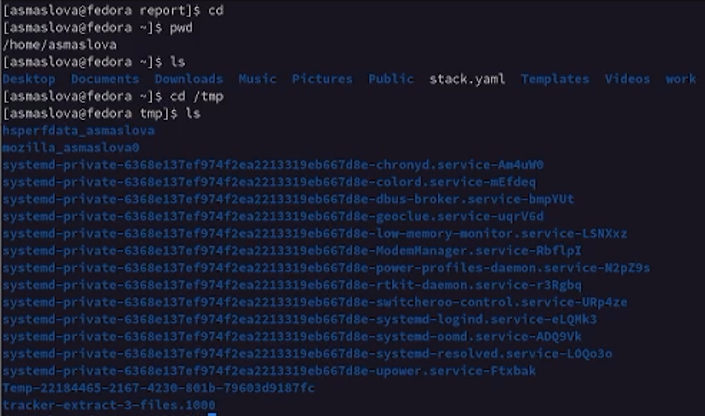 [asmaslova@fedora report]$ cd
[asmaslova@fedora ~]$ pwd
/home/asmaslova
[asmaslova@fedora ~]$ ls
Desktop  Documents  Downloads  Music  Pictures  Public  stack.yaml  Templates  Videos  work
[asmaslova@fedora ~]$ cd /tmp
[asmaslova@fedora tmp]$ ls
hsperfdata_asmaslova
mozilla_asmaslova0
systemd-private-6368e137ef974f2ea2213319eb667d8e-chronyd.service-Am4uW0
systemd-private-6368e137ef974f2ea2213319eb667d8e-colord.service-mEfdeq
systemd-private-6368e137ef974f2ea2213319eb667d8e-dbus-broker.service-bmpYUt
systemd-private-6368e137ef974f2ea2213319eb667d8e-geoclue.service-uqrV6d
systemd-private-6368e137ef974f2ea2213319eb667d8e-low-memory-monitor.service-LSNXxz
systemd-private-6368e137ef974f2ea2213319eb667d8e-ModemManager.service-RbflpI
systemd-private-6368e137ef974f2ea2213319eb667d8e-power-profiles-daemon.service-N2pZ9s
systemd-private-6368e137ef974f2ea2213319eb667d8e-rtkit-daemon.service-r3Rgbq
systemd-private-6368e137ef974f2ea2213319eb667d8e-switcheroo-control.service-URp4ze
systemd-private-6368e137ef974f2ea2213319eb667d8e-systemd-logind.service-eLQMk3
systemd-private-6368e137ef974f2ea2213319eb667d8e-systemd-oomd.service-ADQ9Vk
systemd-private-6368e137ef974f2ea2213319eb667d8e-systemd-resolved.service-LOQo3o
systemd-private-6368e137ef974f2ea2213319eb667d8e-upower.service-Ftxbak
Temp-22184465-2167-4230-801b-79603d9187fc
tracker-extract-3-files.1000